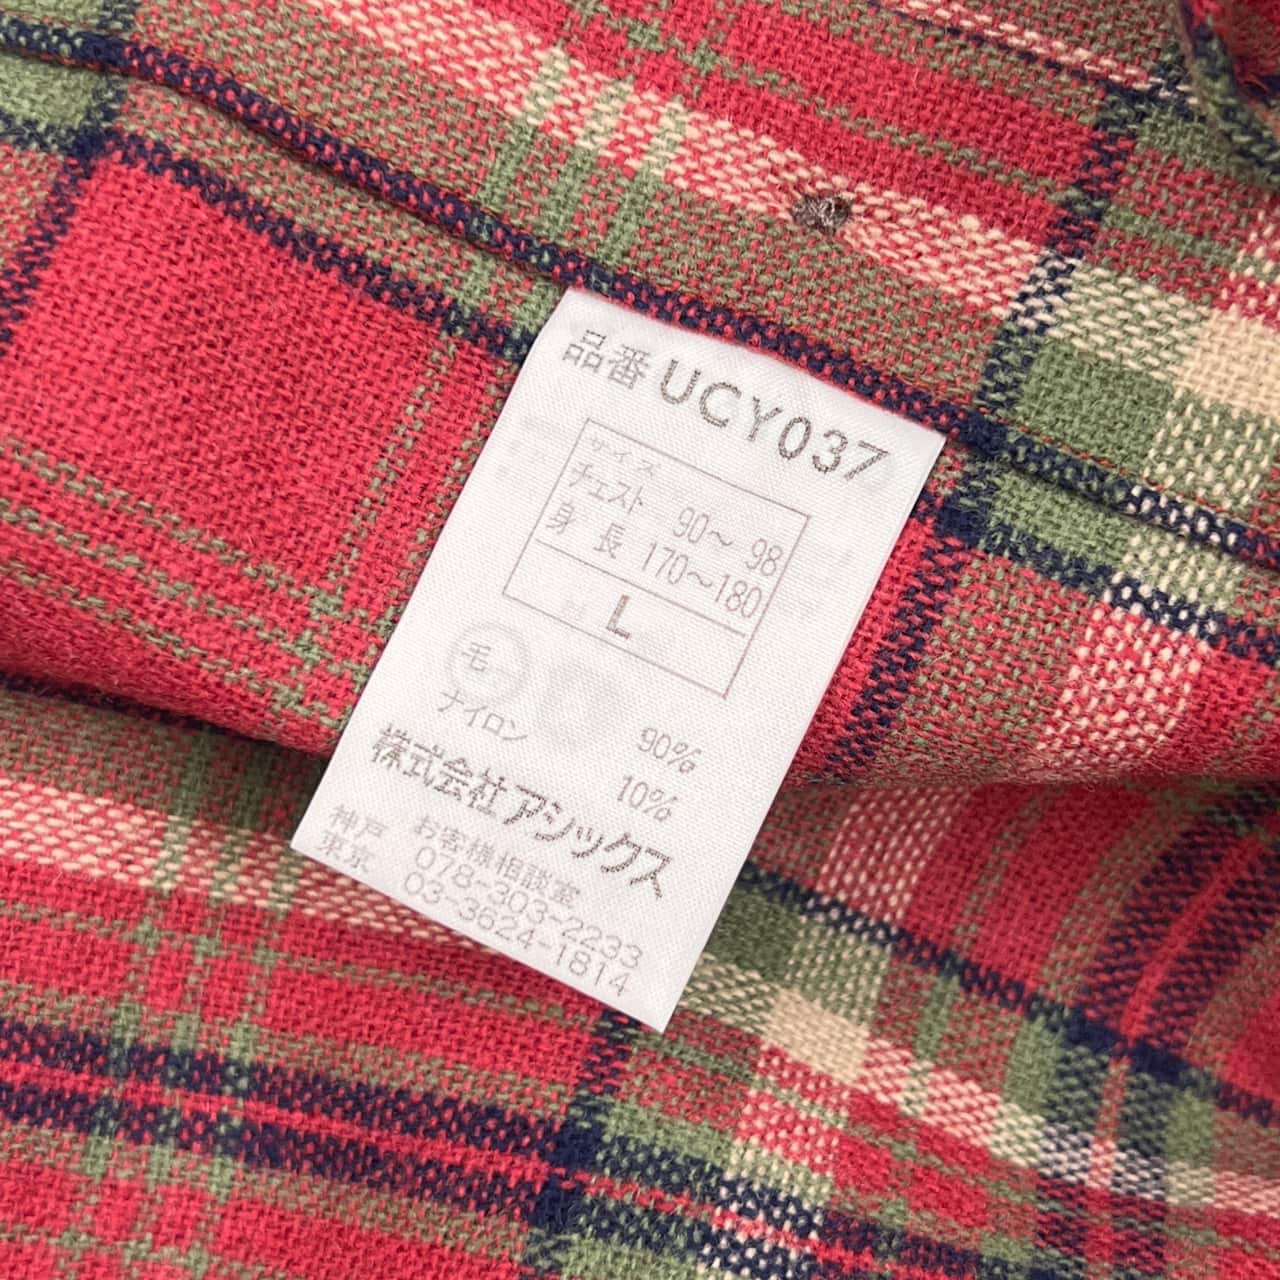 品番 UCY037
サイズ
チェスト 90〜 98
身 長 170〜180
L
毛
ナイロン
90%
10%
株式会社アシックス
お客様相談室
神戸 078-303-2233
東京 03-3624-1814